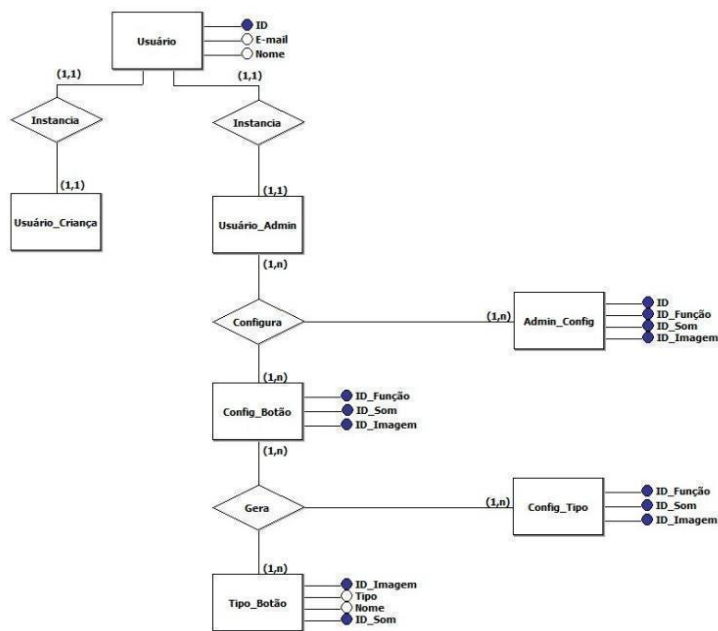 ID
Usuário
E-mail
Nome
(1,1)
(1,1)
Instancia
Instancia
(1,1)
(1,1)
Usuário_Criança
Usuário_Admin
(1,n)
Configura
(1,n)
Admin_Config
ID
ID_Função
ID_Som
ID_Imagem
(1,n)
Config_Botão
ID_Função
ID_Som
ID_Imagem
(1,n)
Gera
(1,n)
Config_Tipo
ID_Função
ID_Som
ID_Imagem
(1,n)
Tipo_Botão
ID_Imagem
Tipo
Nome
ID_Som